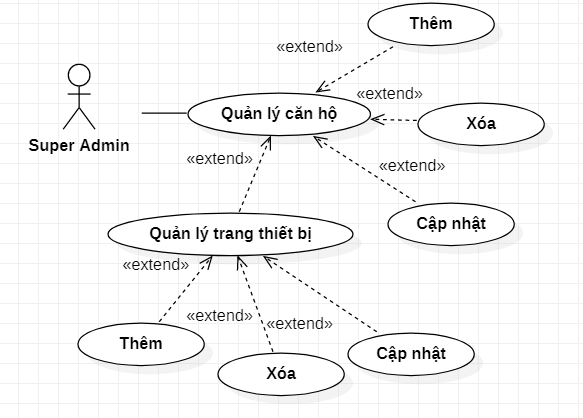 Thêm
«extend»
«extend»
Quản lý căn hộ
Xóa
Super Admin
«extend»
«extend»
Cập nhật
Quản lý trang thiết bị
«extend»
«extend»
«extend»
Thêm
Cập nhật
Xóa